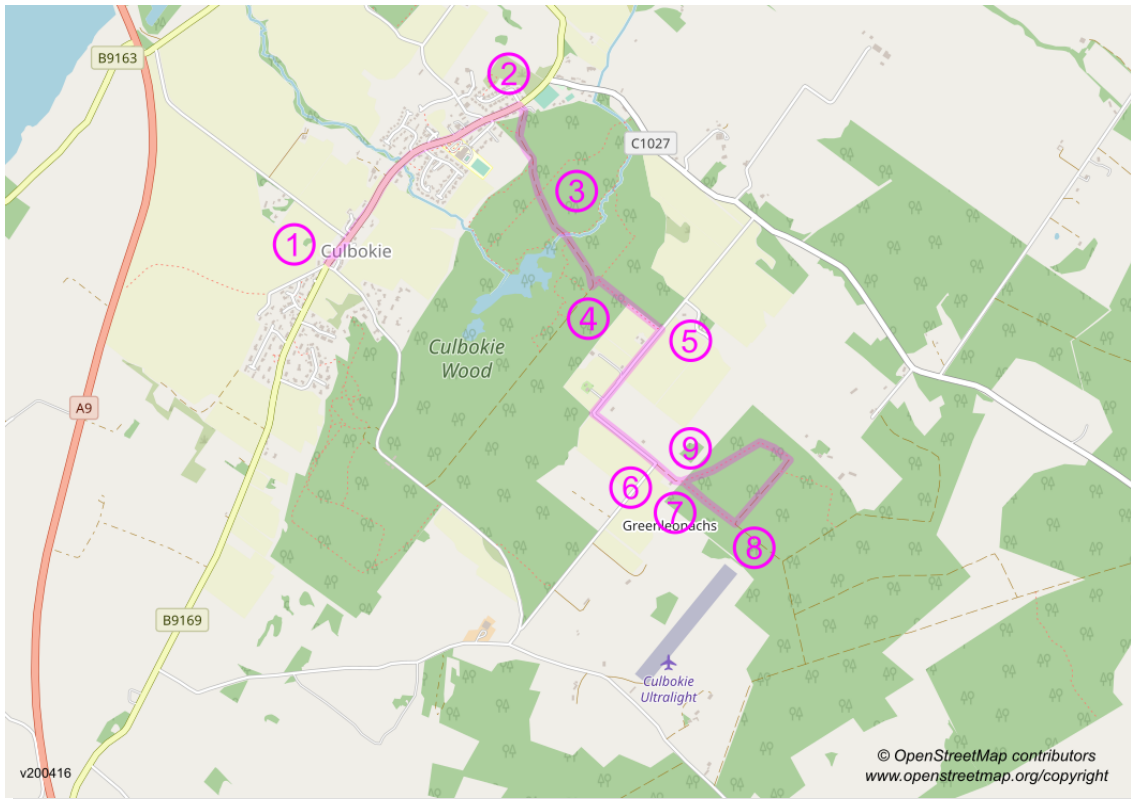 B9163
2
C1027
3
1
Culbokie
4
5
Culbokie
Wood
A9
9
6
7
Greenleonachs
8
B9169
Culbokie
Ultralight
© OpenStreetMap contributors
www.openstreetmap.org/copyright
v200416